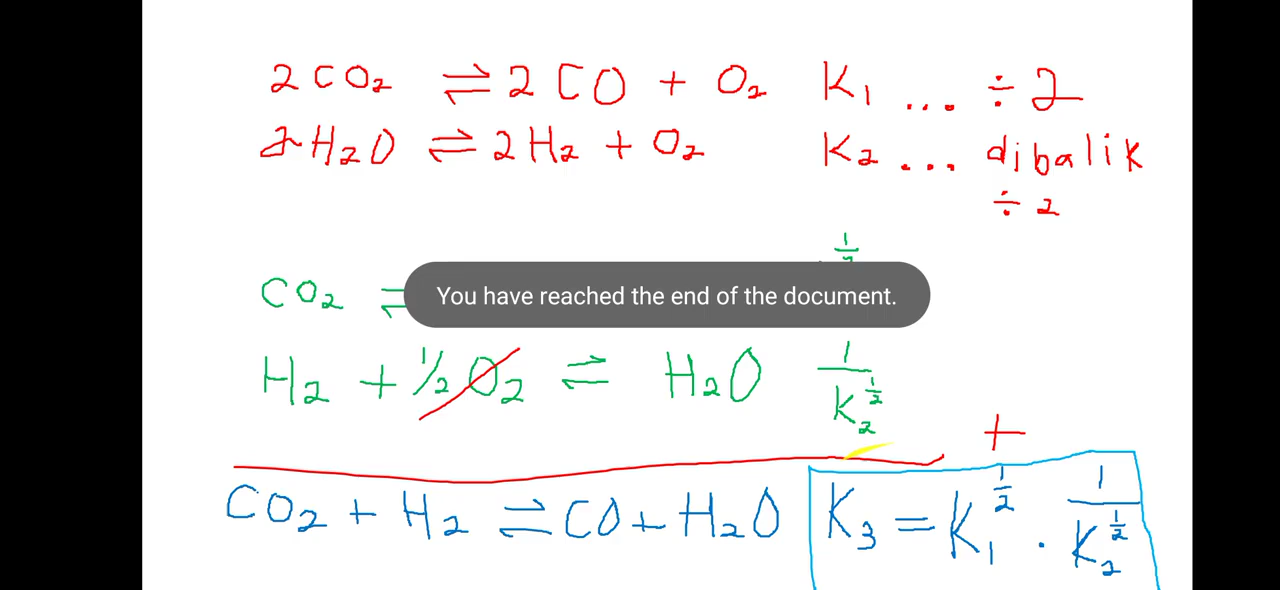 2CO₂ ⇌ 2CO + O₂ K₁ ... ÷ 2
2H₂O ⇌ 2H₂ + O₂ K₂ ... dibalik
÷ 2
CO₂ ⇌
You have reached the end of the document.
H₂ + ½O₂ ⇌ H₂O 1/K₂^½
+
CO₂ + H₂ ⇌ CO + H₂O K₃ = K₁^½ . 1/K₂^½